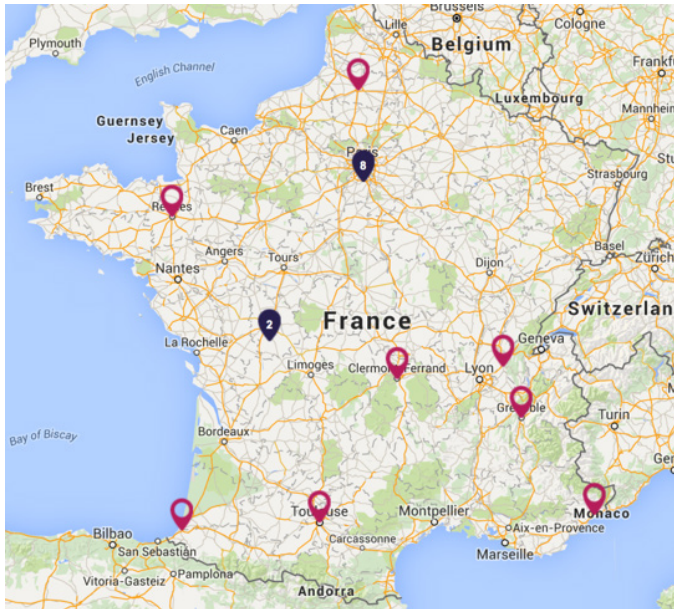 Brussels
Lille
Cologne
Plymouth
Belgium
English Channel
Frankfu
Luxembourg
Mannheim
Guernsey
Jersey
Caen
Paris
8
Stu
Strasbourg
Brest
Rennes
Angers
Tours
Dijon
Basel
Zürich
Nantes
Switzerlan
2
France
Geneva
La Rochelle
Limoges
Clermont-Ferrand
Lyon
Grenoble
Turin
Bay of Biscay
Bordeaux
Gen
Toulouse
Montpellier
Monaco
Bilbao
San Sebastian
Aix-en-Provence
Carcassonne
Marseille
Vitoria-Gasteiz
Pamplona
Andorra